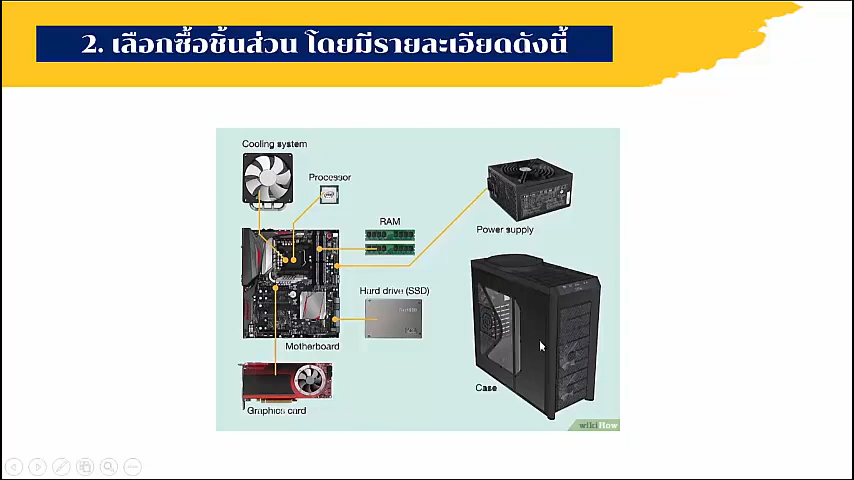 2. เลือกซื้อชิ้นส่วน โดยมีรายละเอียดดังนี้
Cooling system
Processor
RAM
Power supply
Hard drive (SSD)
Motherboard
Case
Graphics card
wikiHow